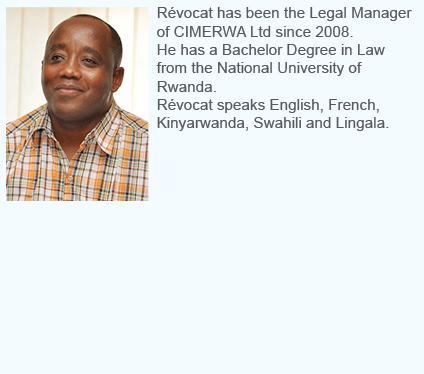 Révocat has been the Legal Manager
of CIMERWA Ltd since 2008.
He has a Bachelor Degree in Law
from the National University of
Rwanda.
Révocat speaks English, French,
Kinyarwanda, Swahili and Lingala.